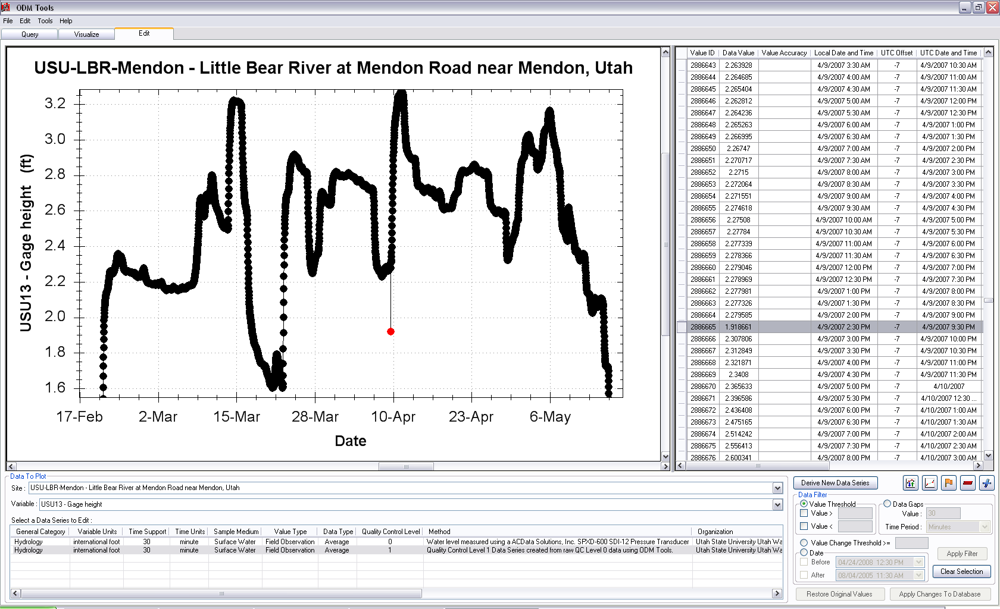 ODM Tools
File Edit Tools Help
Query Visualize Edit
USU-LBR-Mendon - Little Bear River at Mendon Road near Mendon, Utah
USU13 - Gage height (ft)
3.2
3.0
2.8
2.6
2.4
2.2
2.0
1.8
1.6
17-Feb 2-Mar 15-Mar 28-Mar 10-Apr 23-Apr 6-May
Date
Value ID Data Value Value Accuracy Local Date and Time UTC Offset UTC Date and Time
2886643 2.263928 4/9/2007 3:30 AM -7 4/9/2007 10:30 AM
2886644 2.264685 4/9/2007 4:00 AM -7 4/9/2007 11:00 AM
2886645 2.265404 4/9/2007 4:30 AM -7 4/9/2007 11:30 AM
2886646 2.262812 4/9/2007 5:00 AM -7 4/9/2007 12:00 PM
2886647 2.264236 4/9/2007 5:30 AM -7 4/9/2007 12:30 PM
2886648 2.265263 4/9/2007 6:00 AM -7 4/9/2007 1:00 PM
2886649 2.266995 4/9/2007 6:30 AM -7 4/9/2007 1:30 PM
2886650 2.26747 4/9/2007 7:00 AM -7 4/9/2007 2:00 PM
2886651 2.270717 4/9/2007 7:30 AM -7 4/9/2007 2:30 PM
2886652 2.2715 4/9/2007 8:00 AM -7 4/9/2007 3:00 PM
2886653 2.272064 4/9/2007 8:30 AM -7 4/9/2007 3:30 PM
2886654 2.271551 4/9/2007 9:00 AM -7 4/9/2007 4:00 PM
2886655 2.274618 4/9/2007 9:30 AM -7 4/9/2007 4:30 PM
2886656 2.27508 4/9/2007 10:00 AM -7 4/9/2007 5:00 PM
2886657 2.27784 4/9/2007 10:30 AM -7 4/9/2007 5:30 PM
2886658 2.277339 4/9/2007 11:00 AM -7 4/9/2007 6:00 PM
2886659 2.278366 4/9/2007 11:30 AM -7 4/9/2007 6:30 PM
2886660 2.279046 4/9/2007 12:00 PM -7 4/9/2007 7:00 PM
2886661 2.278969 4/9/2007 12:30 PM -7 4/9/2007 7:30 PM
2886662 2.277981 4/9/2007 1:00 PM -7 4/9/2007 8:00 PM
2886663 2.277326 4/9/2007 1:30 PM -7 4/9/2007 8:30 PM
2886664 2.279585 4/9/2007 2:00 PM -7 4/9/2007 9:00 PM
2886665 1.918661 4/9/2007 2:30 PM -7 4/9/2007 9:30 PM
2886666 2.307806 4/9/2007 3:00 PM -7 4/9/2007 10:00 PM
2886667 2.312849 4/9/2007 3:30 PM -7 4/9/2007 10:30 PM
2886668 2.321871 4/9/2007 4:00 PM -7 4/9/2007 11:00 PM
2886669 2.3408 4/9/2007 4:30 PM -7 4/9/2007 11:30 PM
2886670 2.365633 4/9/2007 5:00 PM -7 4/10/2007
2886671 2.396586 4/9/2007 5:30 PM -7 4/10/2007 12:30 ...
2886672 2.436408 4/9/2007 6:00 PM -7 4/10/2007 1:00 AM
2886673 2.475165 4/9/2007 6:30 PM -7 4/10/2007 1:30 AM
2886674 2.514242 4/9/2007 7:00 PM -7 4/10/2007 2:00 AM
2886675 2.556413 4/9/2007 7:30 PM -7 4/10/2007 2:30 AM
2886676 2.600341 4/9/2007 8:00 PM -7 4/10/2007 3:00 AM
Data To Plot
Site : USU-LBR-Mendon - Little Bear River at Mendon Road near Mendon, Utah
Variable : USU13 - Gage height
Select a Data Series to Edit :
General Category Variable Units Time Support Time Units Sample Medium Value Type Data Type Quality Control Level Method Organization
Hydrology international foot 30 minute Surface Water Field Observation Average 0 Water level measured using a ACData Solutions, Inc. SPXD-600 SDI-12 Pressure Transducer Utah State University Utah Wa
Hydrology international foot 30 minute Surface Water Field Observation Average 1 Quality Control Level 1 Data Series created from raw QC Level 0 data using ODM Tools. Utah State University Utah Wa
Derive New Data Series
Data Filter
Value Threshold
Value >
Value <
Data Gaps
Value : 30
Time Period : Minutes
Value Change Threshold >=
Date
Before 04/24/2008 12:30 PM
After 08/04/2005 11:30 AM
Apply Filter
Clear Selection
Restore Original Values Apply Changes To Database